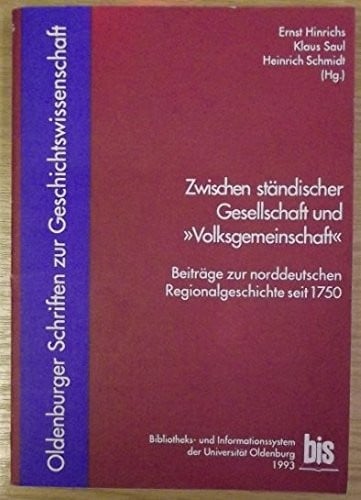 Ernst Hinrichs
Klaus Saul
Heinrich Schmidt
(Hg.)
Oldenburger Schriften zur Geschichtswissenschaft
Zwischen ständischer
Gesellschaft und
»Volksgemeinschaft«
Beiträge zur norddeutschen
Regionalgeschichte seit 1750
Bibliotheks- und Informationssystem
der Universität Oldenburg
1993
bis